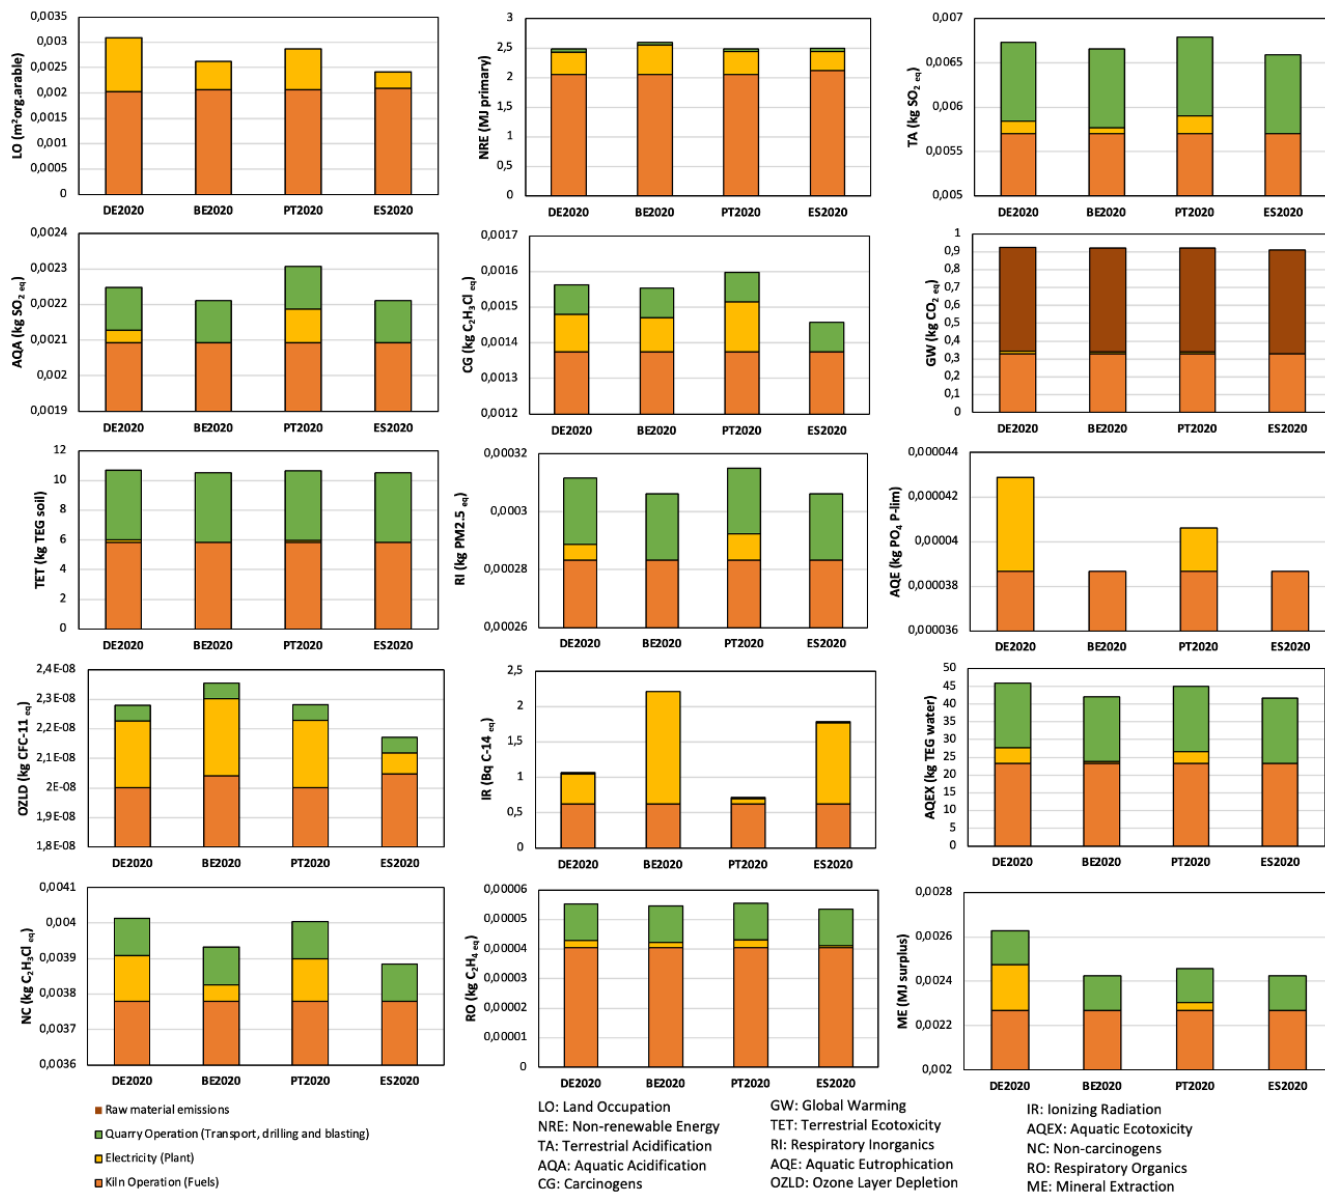 LO (m²org.arable)
0,0035
0,003
0,0025
0,002
0,0015
0,001
0,0005
0
DE2020 BE2020 PT2020 ES2020
NRE (MJ primary)
3
2,5
2
1,5
1
0,5
0
DE2020 BE2020 PT2020 ES2020
TA (kg SO₂ eq)
0,007
0,0065
0,006
0,0055
0,005
DE2020 BE2020 PT2020 ES2020
AQA (kg SO₂ eq)
0,0024
0,0023
0,0022
0,0021
0,002
0,0019
DE2020 BE2020 PT2020 ES2020
CG (kg C₂H₃Cl eq)
0,0017
0,0016
0,0015
0,0014
0,0013
0,0012
DE2020 BE2020 PT2020 ES2020
GW (kg CO₂ eq)
1
0,9
0,8
0,7
0,6
0,5
0,4
0,3
0,2
0,1
0
DE2020 BE2020 PT2020 ES2020
TET (kg TEG soil)
12
10
8
6
4
2
0
DE2020 BE2020 PT2020 ES2020
RI (kg PM2.5 eq)
0,00032
0,0003
0,00028
0,00026
DE2020 BE2020 PT2020 ES2020
AQE (kg PO₄ P-lim)
0,000044
0,000042
0,00004
0,000038
0,000036
DE2020 BE2020 PT2020 ES2020
OZLD (kg CFC-11 eq)
2,4E-08
2,3E-08
2,2E-08
2,1E-08
2E-08
1,9E-08
1,8E-08
DE2020 BE2020 PT2020 ES2020
IR (Bq C-14 eq)
2,5
2
1,5
1
0,5
0
DE2020 BE2020 PT2020 ES2020
AQEX (kg TEG water)
50
45
40
35
30
25
20
15
10
5
0
DE2020 BE2020 PT2020 ES2020
NC (kg C₂H₃Cl eq)
0,0041
0,004
0,0039
0,0038
0,0037
0,0036
DE2020 BE2020 PT2020 ES2020
RO (kg C₂H₄ eq)
0,00006
0,00005
0,00004
0,00003
0,00002
0,00001
0
DE2020 BE2020 PT2020 ES2020
ME (MJ surplus)
0,0028
0,0026
0,0024
0,0022
0,002
DE2020 BE2020 PT2020 ES2020
Raw material emissions
Quarry Operation (Transport, drilling and blasting)
Electricity (Plant)
Kiln Operation (Fuels)
LO: Land Occupation
NRE: Non-renewable Energy
TA: Terrestrial Acidification
AQA: Aquatic Acidification
CG: Carcinogens
GW: Global Warming
TET: Terrestrial Ecotoxicity
RI: Respiratory Inorganics
AQE: Aquatic Eutrophication
OZLD: Ozone Layer Depletion
IR: Ionizing Radiation
AQEX: Aquatic Ecotoxicity
NC: Non-carcinogens
RO: Respiratory Organics
ME: Mineral Extraction